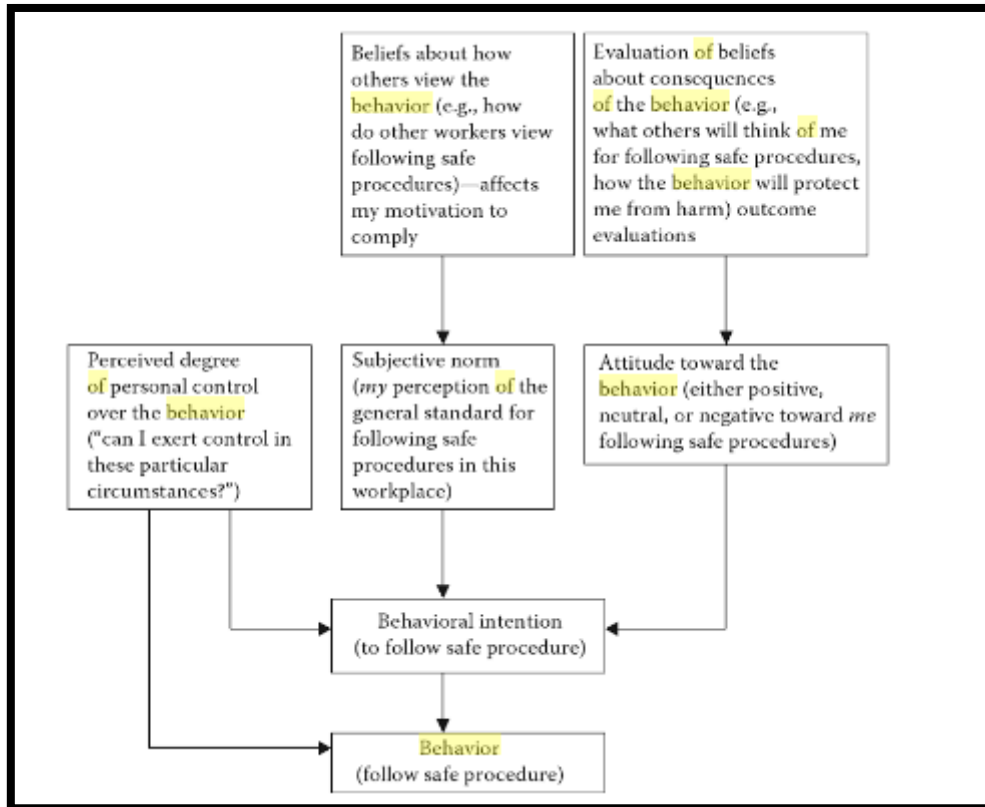 Beliefs about how
others view the
behavior (e.g., how
do other workers view
following safe
procedures)—affects
my motivation to
comply
Evaluation of beliefs
about consequences
of the behavior (e.g.,
what others will think of me
for following safe procedures,
how the behavior will protect
me from harm) outcome
evaluations
Perceived degree
of personal control
over the behavior
("can I exert control in
these particular
circumstances?")
Subjective norm
(my perception of the
general standard for
following safe
procedures in this
workplace)
Attitude toward the
behavior (either positive,
neutral, or negative toward me
following safe procedures)
Behavioral intention
(to follow safe procedure)
Behavior
(follow safe procedure)